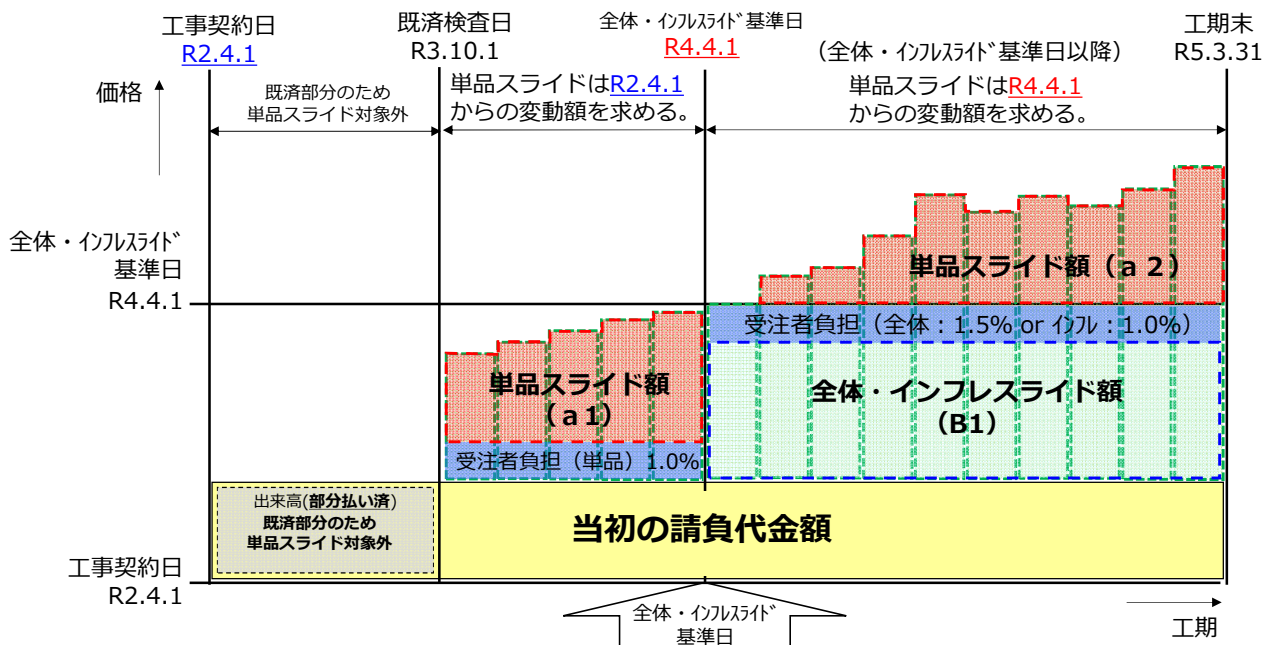 工事契約日
R2.4.1
既済検査日
R3.10.1
全体・ｲﾝﾌﾚｽﾗｲﾄﾞ基準日
R4.4.1
（全体・ｲﾝﾌﾚｽﾗｲﾄﾞ基準日以降）
工期末
R5.3.31
価格
既済部分のため
単品スライド対象外
単品スライドはR2.4.1
からの変動額を求める。
単品スライドはR4.4.1
からの変動額を求める。
全体・ｲﾝﾌﾚｽﾗｲﾄﾞ
基準日
R4.4.1
単品スライド額（ａ２）
受注者負担（全体：1.5% or ｲﾝﾌﾚ：1.0%）
単品スライド額
（ａ1）
全体・インフレスライド額
（B1）
受注者負担（単品）1.0%
出来高(部分払い済)
既済部分のため
単品スライド対象外
当初の請負代金額
工事契約日
R2.4.1
全体・ｲﾝﾌﾚｽﾗｲﾄﾞ
基準日
工期